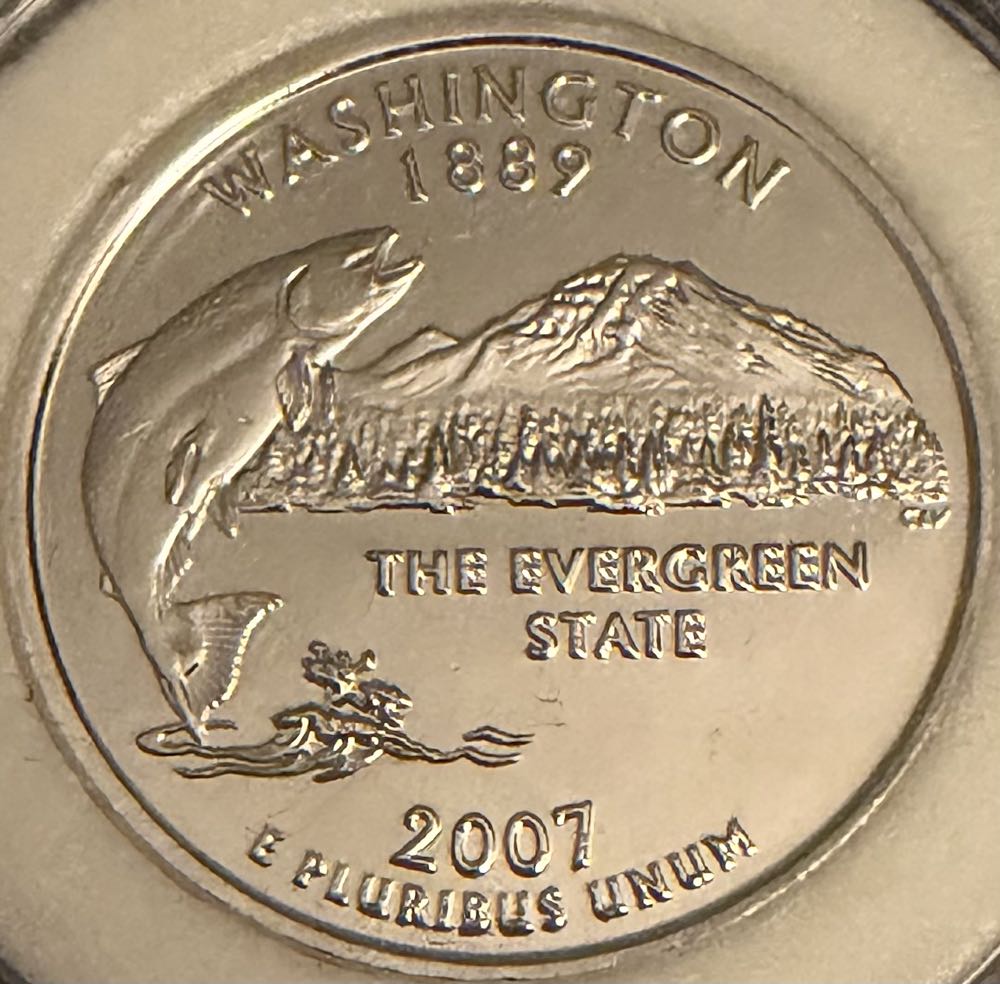 WASHINGTON
1889
THE EVERGREEN
STATE
2007
E PLURIBUS UNUM